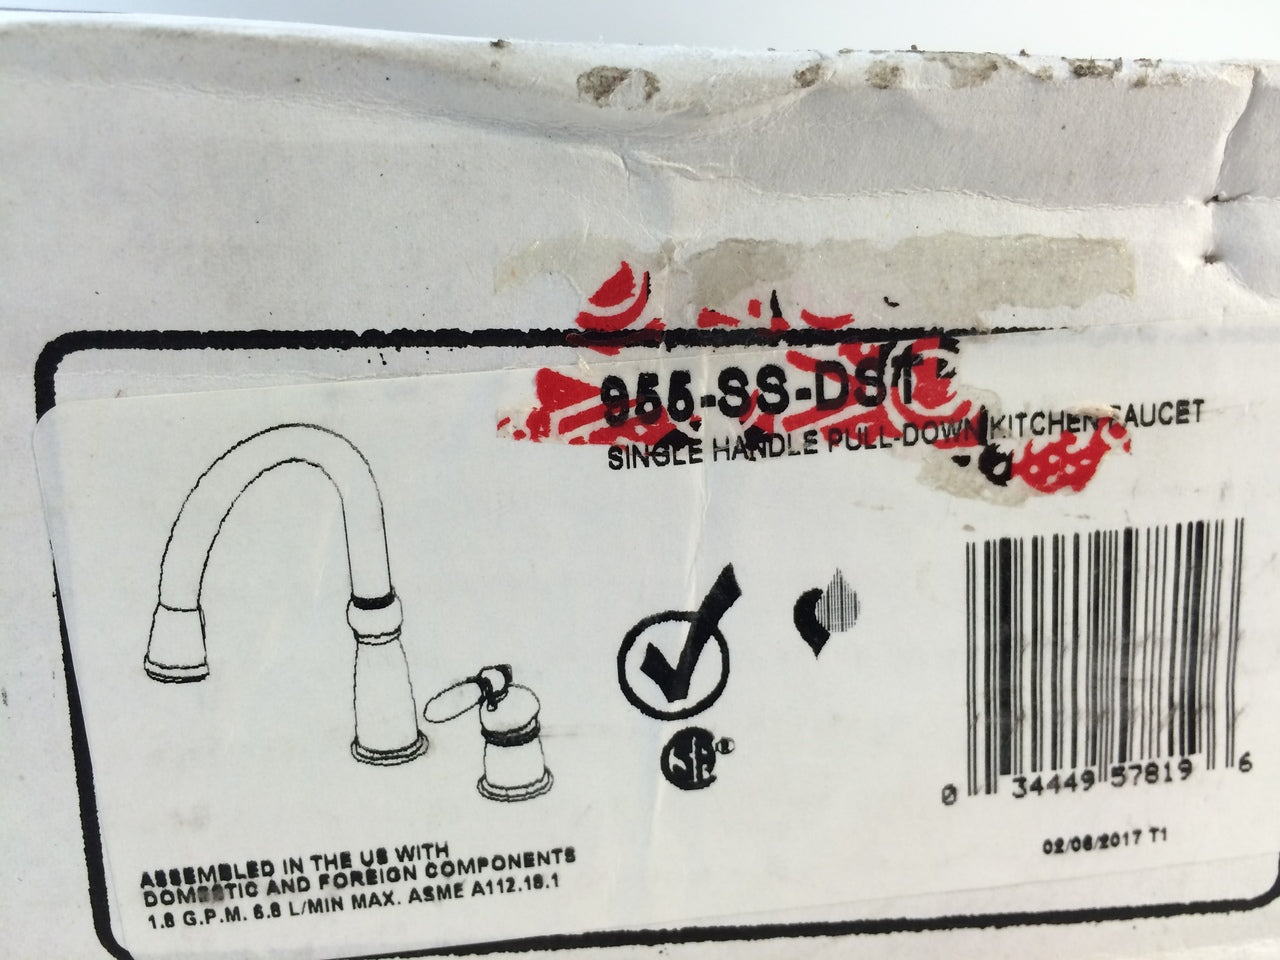 955-SS-DST
SINGLE HANDLE PULL-DOWN KITCHEN FAUCET
®
0 34449 57819 6
02/06/2017 T1
ASSEMBLED IN THE US WITH
DOMESTIC AND FOREIGN COMPONENTS
1.8 G.P.M. 6.8 L/MIN MAX. ASME A112.18.1